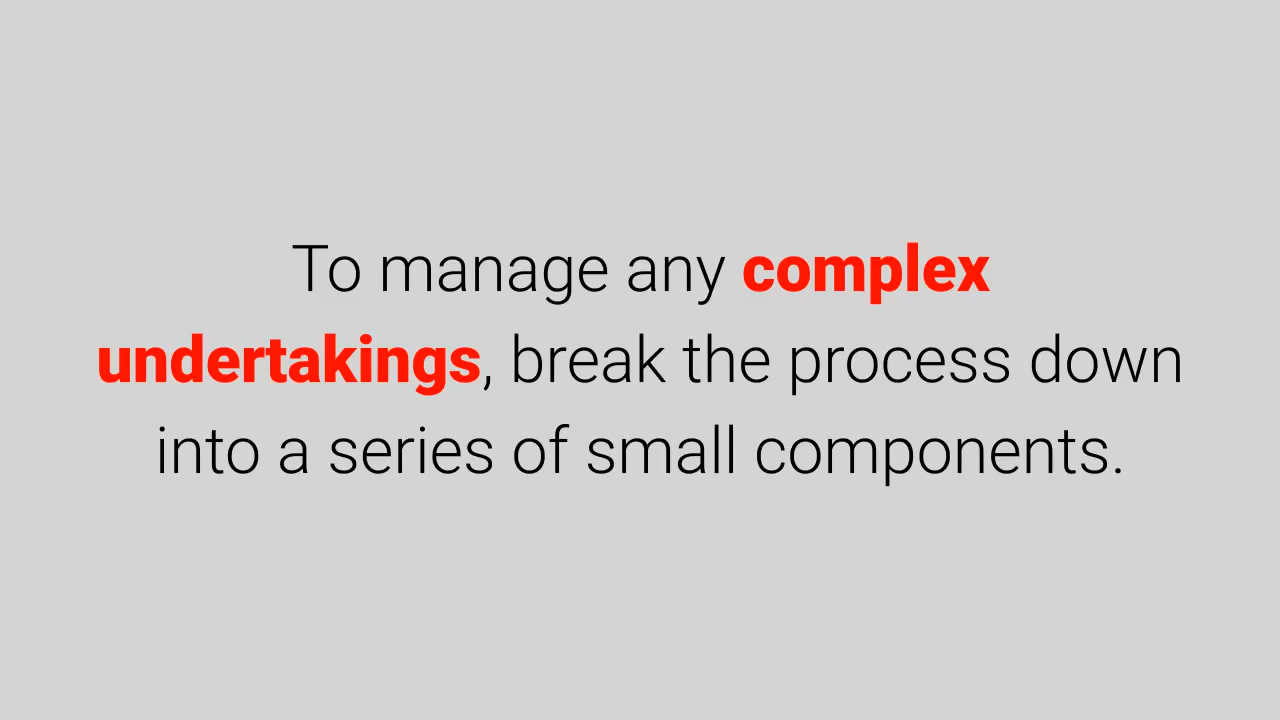 To manage any complex
undertakings, break the process down
into a series of small components.